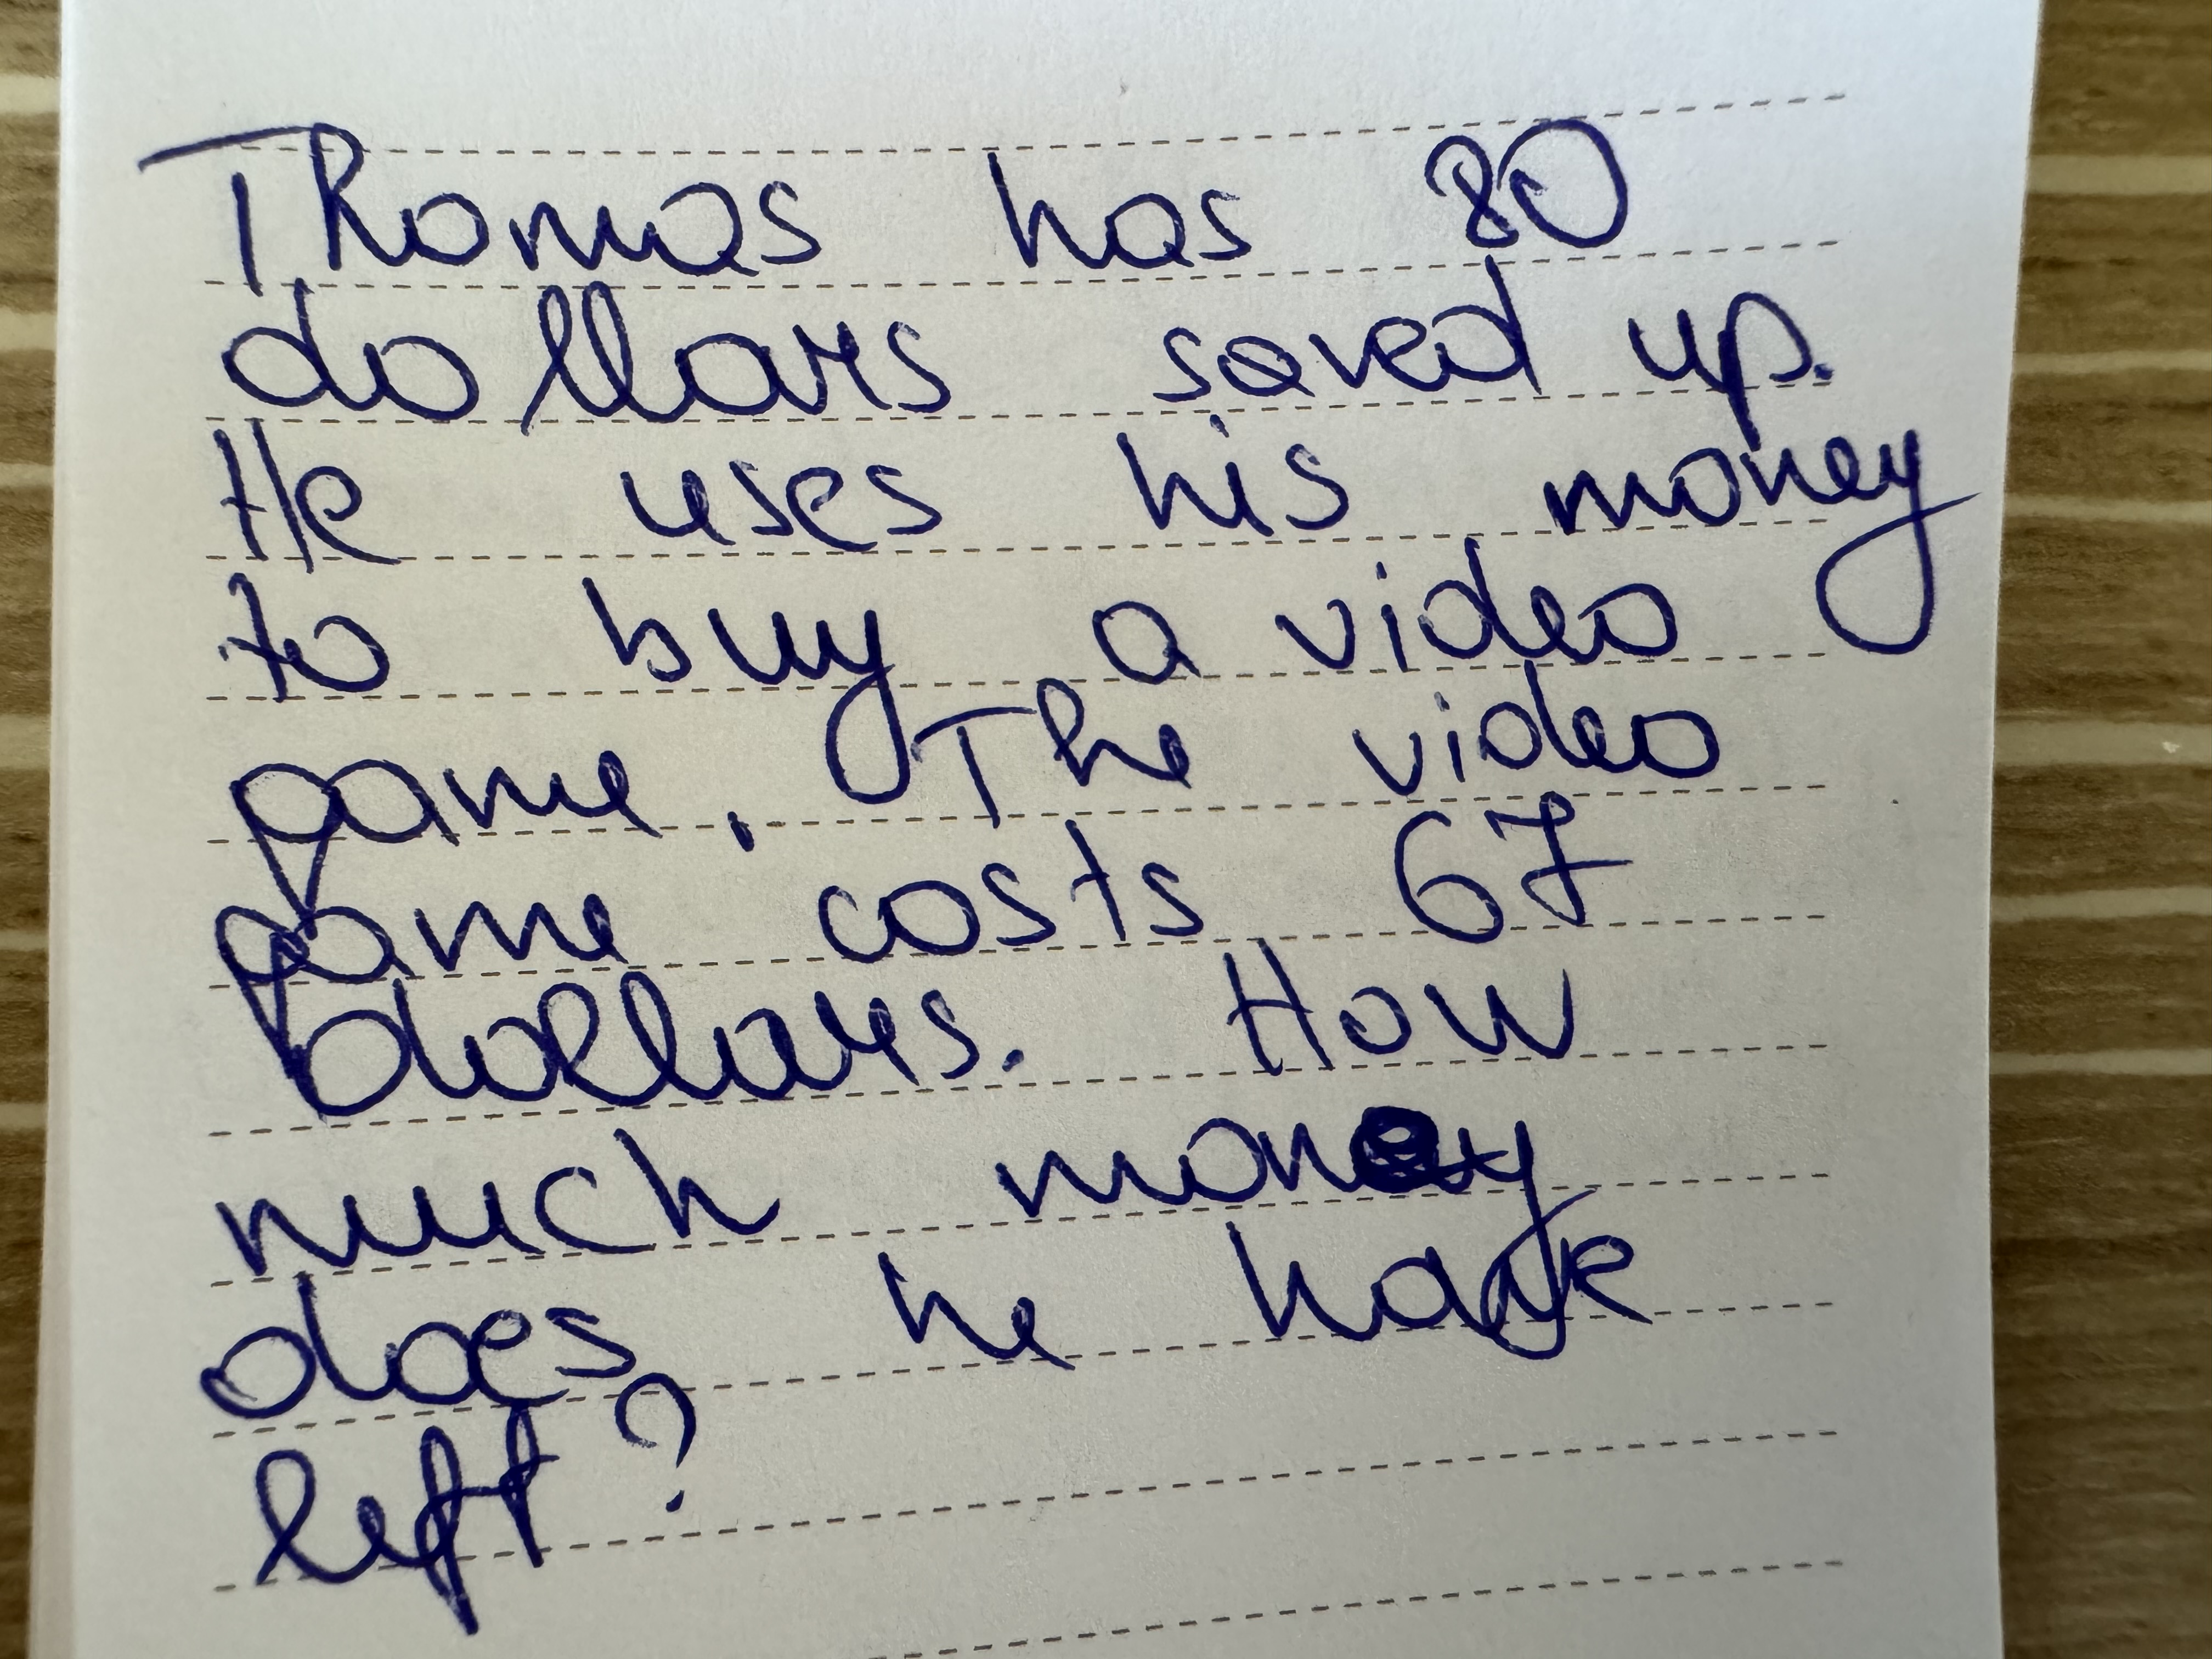 Thomas has 80
dollars saved up.
He uses his money
to buy a video
game. The video
game costs 67
dollars. How
much money
does he have
left?